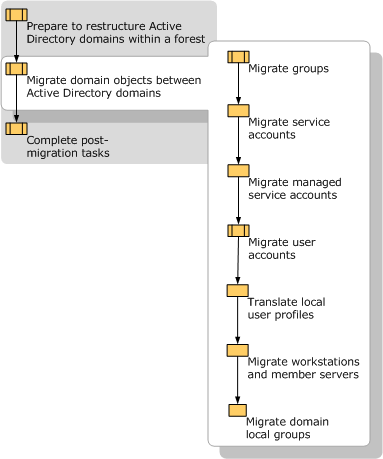 Prepare to restructure Active
Directory domains within a forest
Migrate domain objects between
Active Directory domains
Complete post-
migration tasks
Migrate groups
Migrate service
accounts
Migrate managed
service accounts
Migrate user
accounts
Translate local
user profiles
Migrate workstations
and member servers
Migrate domain
local groups